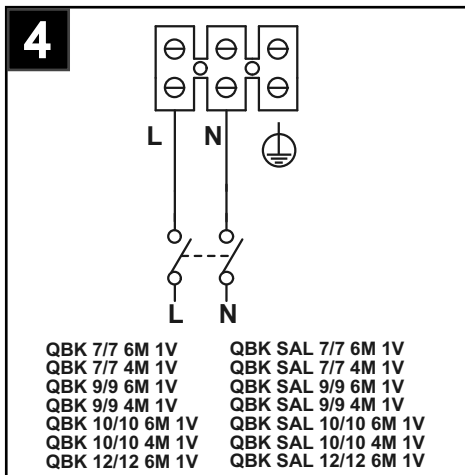 4
L N
L N
QBK 7/7 6M 1V QBK SAL 7/7 6M 1V
QBK 7/7 4M 1V QBK SAL 7/7 4M 1V
QBK 9/9 6M 1V QBK SAL 9/9 6M 1V
QBK 9/9 4M 1V QBK SAL 9/9 4M 1V
QBK 10/10 6M 1V QBK SAL 10/10 6M 1V
QBK 10/10 4M 1V QBK SAL 10/10 4M 1V
QBK 12/12 6M 1V QBK SAL 12/12 6M 1V